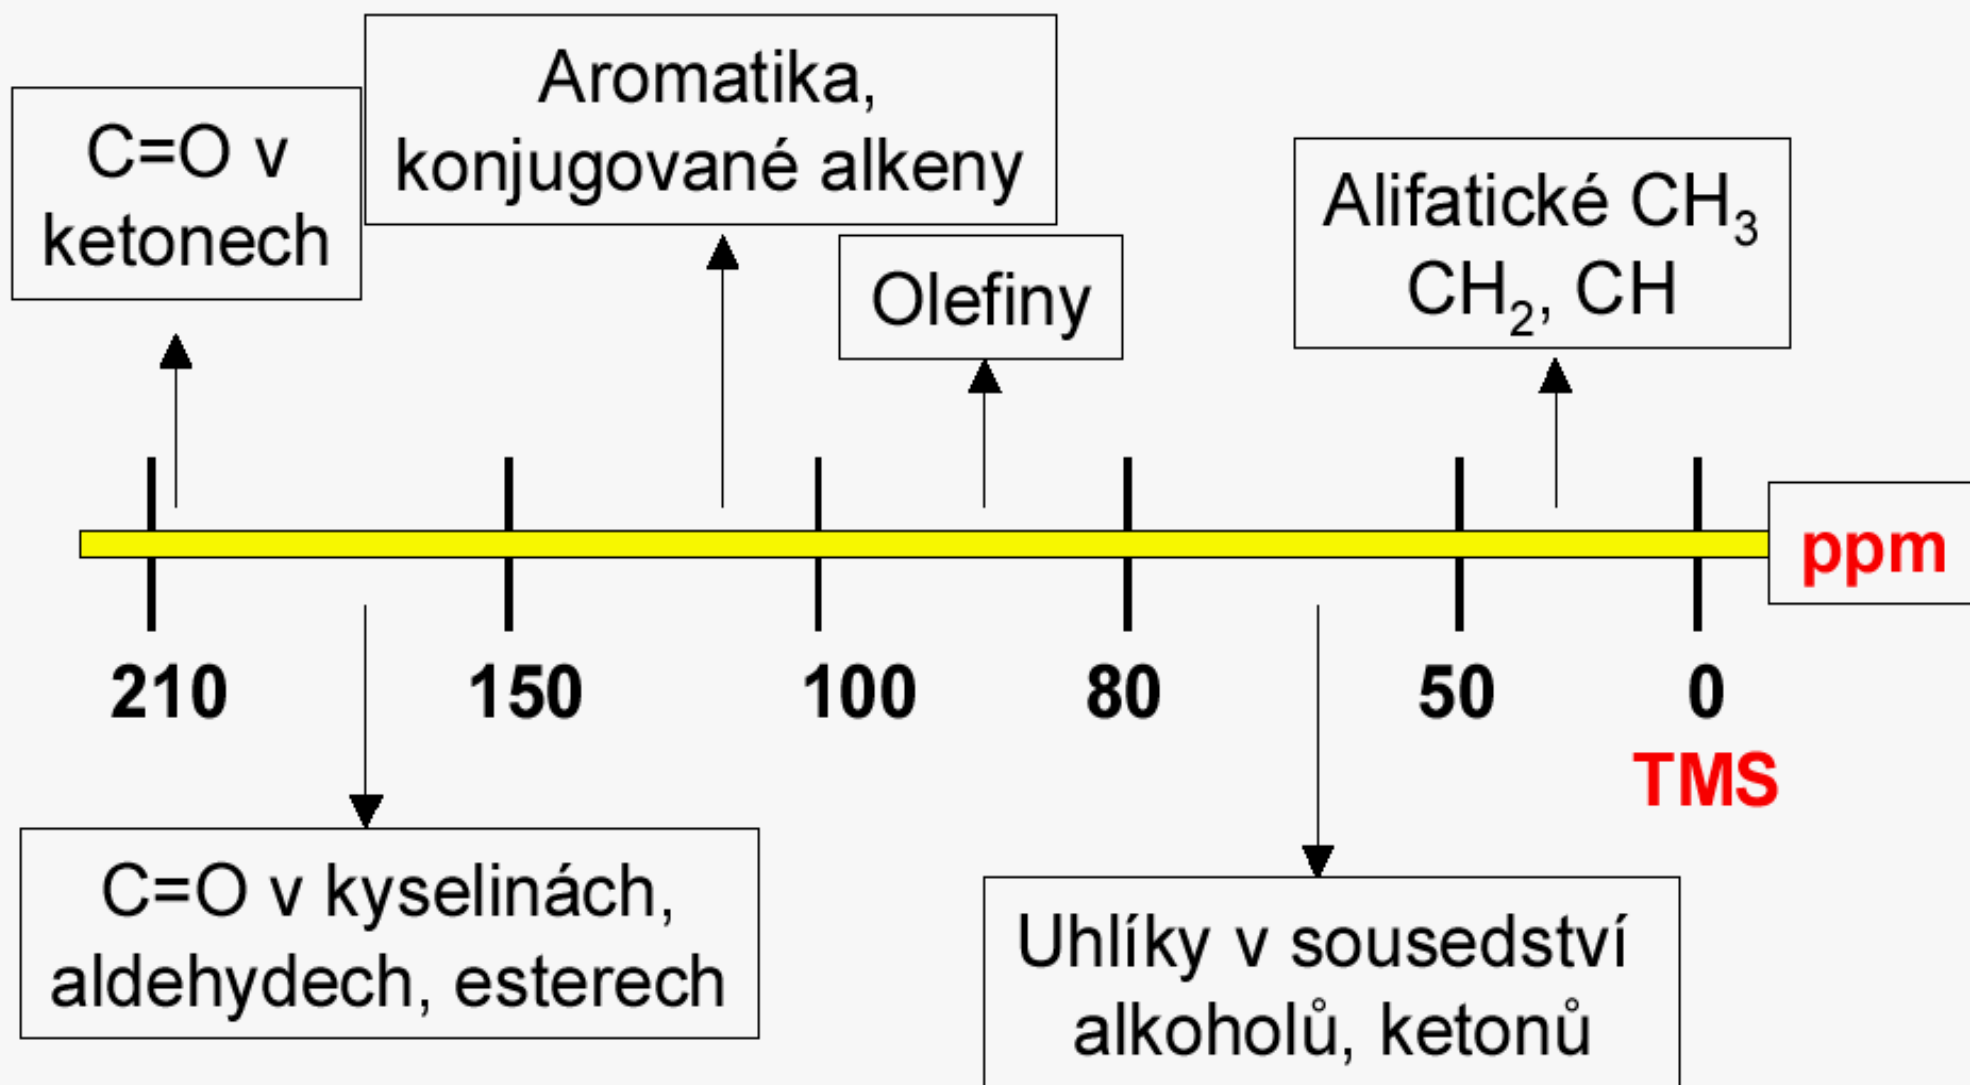 Aromatika,
konjugované alkeny
C=O v
ketonech
Alifatické CH₃
CH₂, CH
Olefiny
ppm
210 150 100 80 50 0
TMS
C=O v kyselinách,
aldehydech, esterech
Uhlíky v sousedství
alkoholů, ketonů